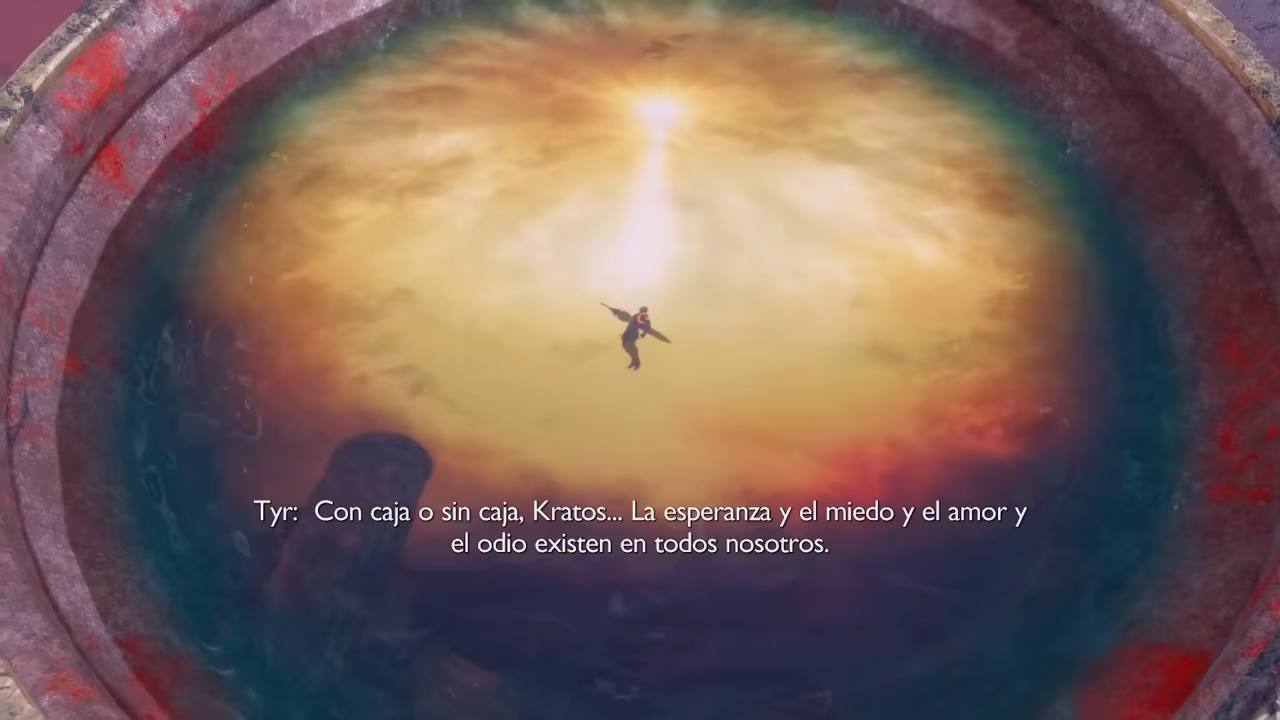 Tyr: Con caja o sin caja, Kratos... La esperanza y el miedo y el amor y
el odio existen en todos nosotros.